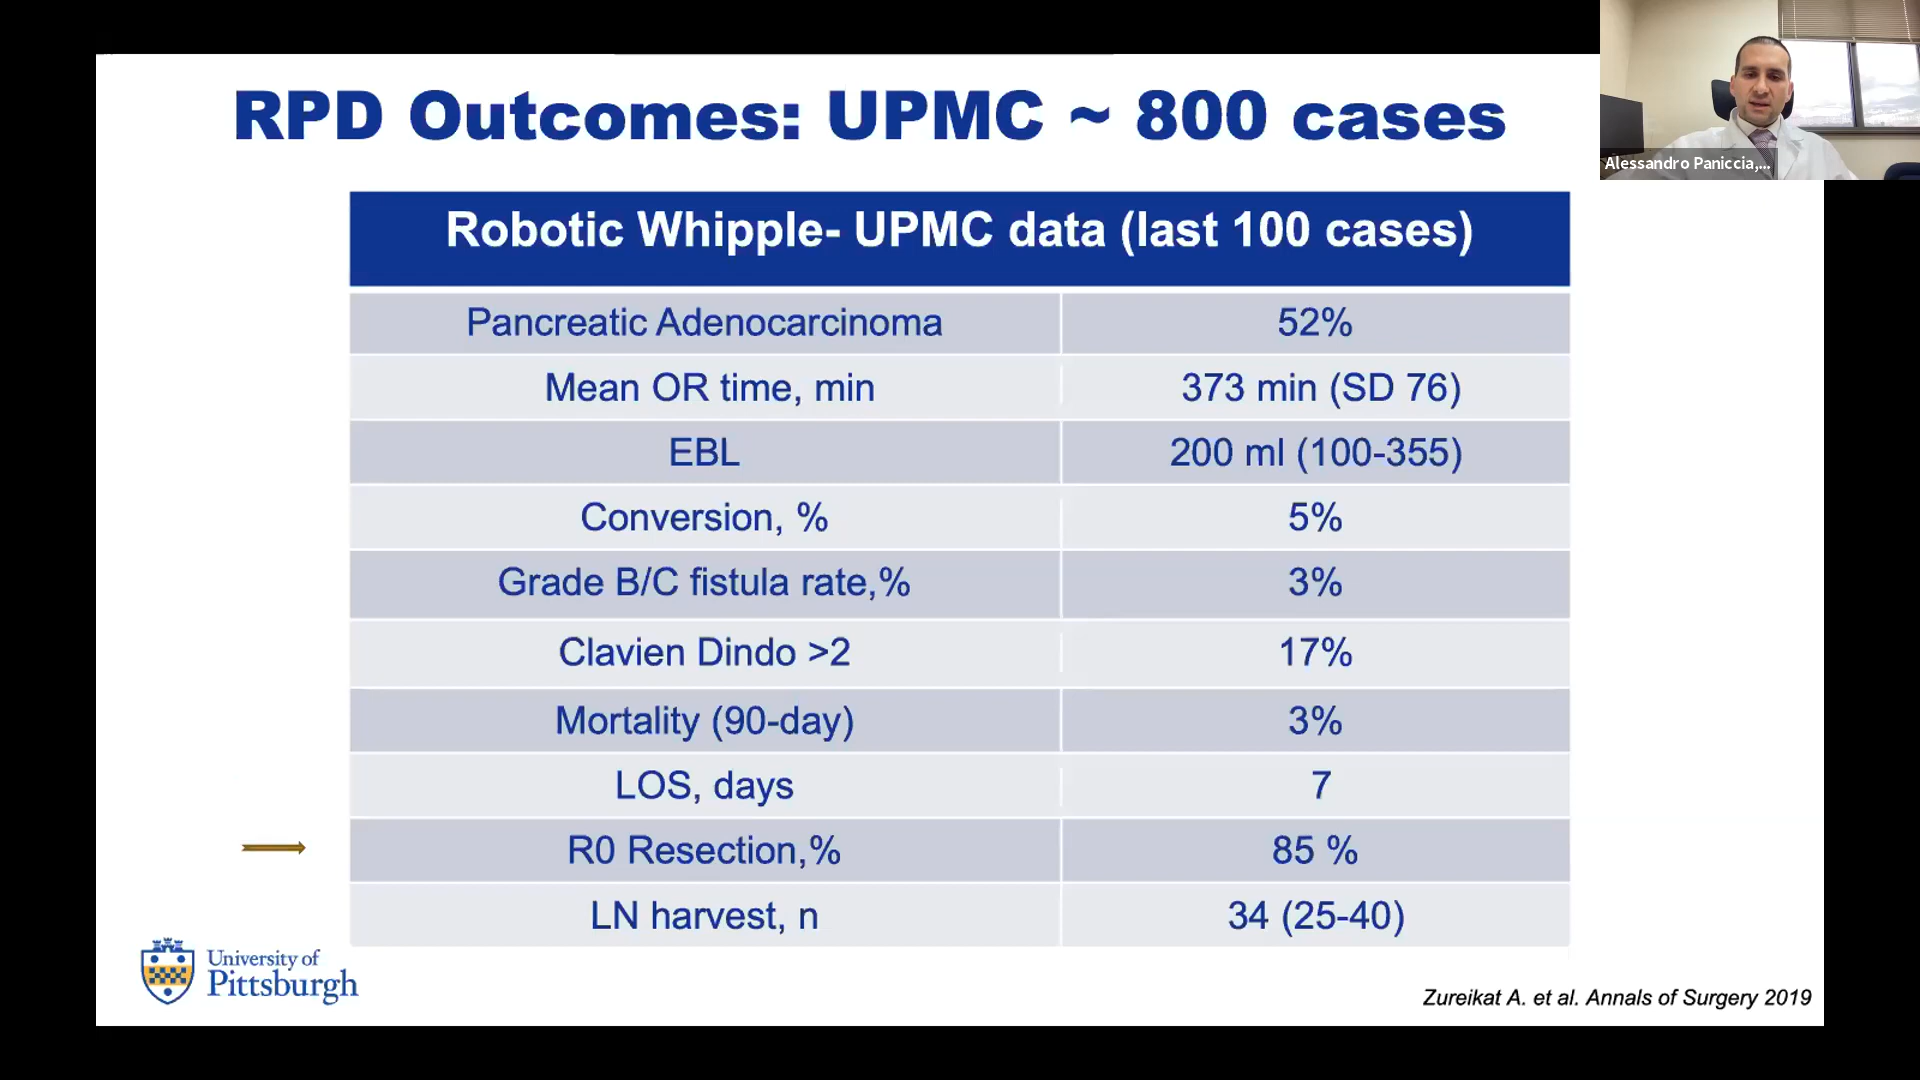 RPD Outcomes: UPMC ~ 800 cases
Alessandro Paniccia,...
Robotic Whipple- UPMC data (last 100 cases)
Pancreatic Adenocarcinoma 52%
Mean OR time, min 373 min (SD 76)
EBL 200 ml (100-355)
Conversion, % 5%
Grade B/C fistula rate,% 3%
Clavien Dindo >2 17%
Mortality (90-day) 3%
LOS, days 7
R0 Resection,% 85 %
LN harvest, n 34 (25-40)
University of
Pittsburgh
Zureikat A. et al. Annals of Surgery 2019